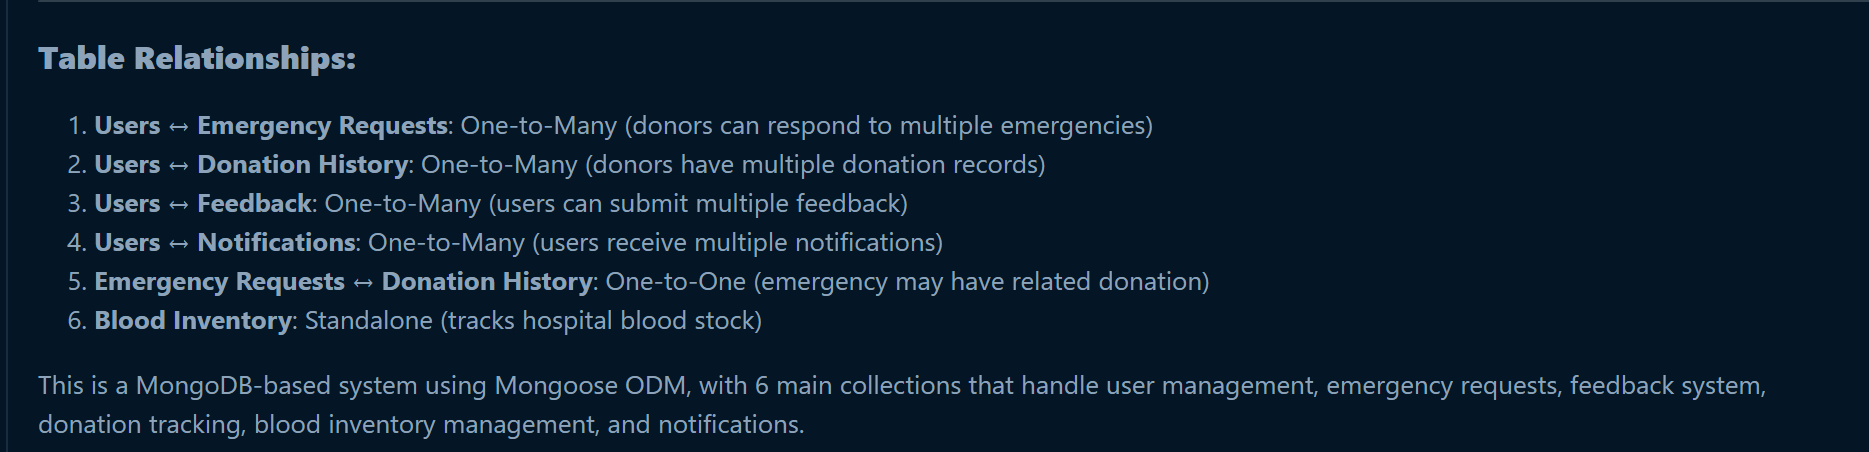 Table Relationships:
1. Users ↔ Emergency Requests: One-to-Many (donors can respond to multiple emergencies)
2. Users ↔ Donation History: One-to-Many (donors have multiple donation records)
3. Users ↔ Feedback: One-to-Many (users can submit multiple feedback)
4. Users ↔ Notifications: One-to-Many (users receive multiple notifications)
5. Emergency Requests ↔ Donation History: One-to-One (emergency may have related donation)
6. Blood Inventory: Standalone (tracks hospital blood stock)
This is a MongoDB-based system using Mongoose ODM, with 6 main collections that handle user management, emergency requests, feedback system,
donation tracking, blood inventory management, and notifications.